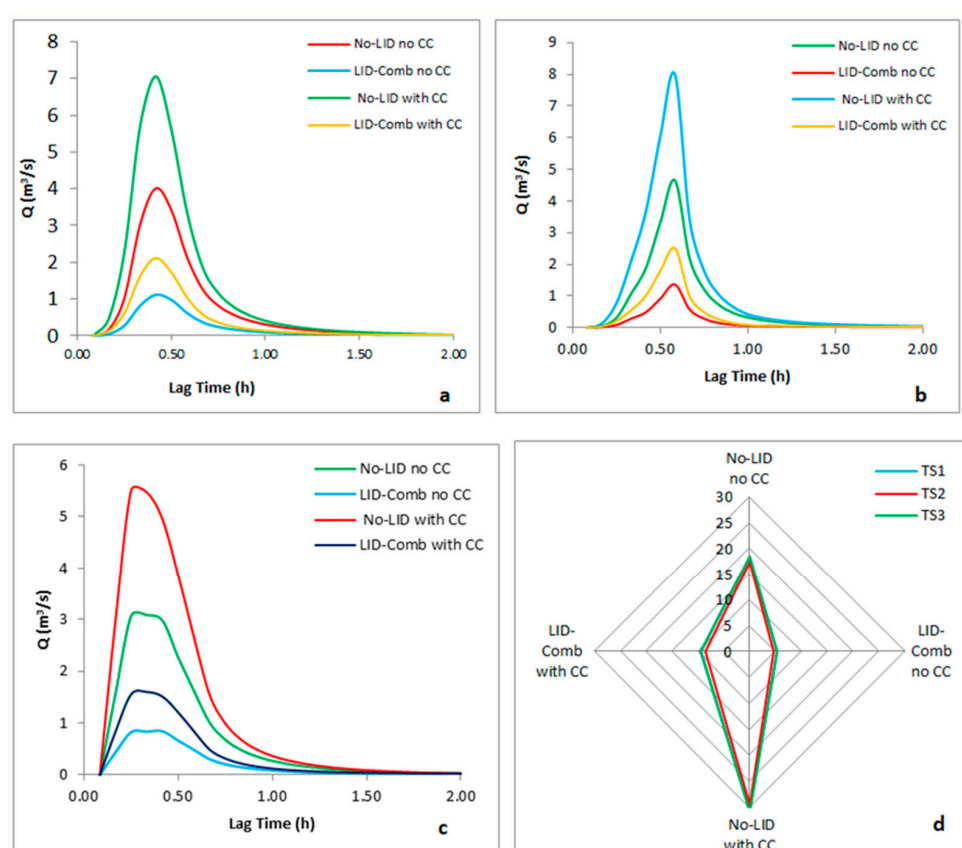 8
7
6
5
4
3
2
1
0
Q (m³/s)
0.00 0.50 1.00 1.50 2.00
Lag Time (h)
No-LID no CC
LID-Comb no CC
No-LID with CC
LID-Comb with CC
a
9
8
7
6
5
4
3
2
1
0
Q (m³/s)
0.00 0.50 1.00 1.50 2.00
Lag Time (h)
No-LID no CC
LID-Comb no CC
No-LID with CC
LID-Comb with CC
b
6
5
4
3
2
1
0
Q (m³/s)
0.00 0.50 1.00 1.50 2.00
Lag Time (h)
No-LID no CC
LID-Comb no CC
No-LID with CC
LID-Comb with CC
c
No-LID
no CC
30
25
20
15
10
5
0
TS1
TS2
TS3
LID-
Comb
with CC
LID-
Comb
no CC
No-LID
with CC
d